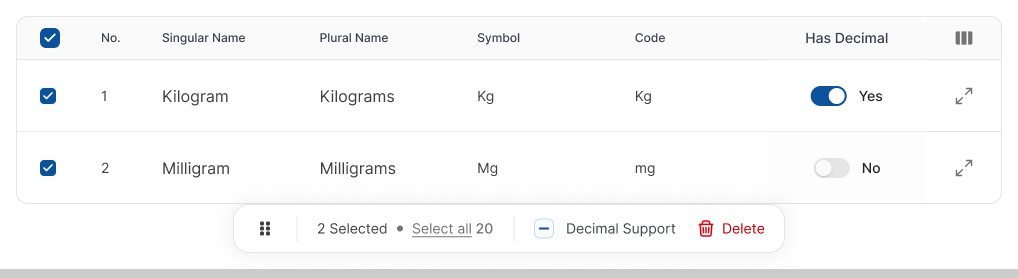 No. Singular Name Plural Name Symbol Code Has Decimal
1 Kilogram Kilograms Kg Kg Yes
2 Milligram Milligrams Mg mg No
2 Selected • Select all 20 Decimal Support Delete